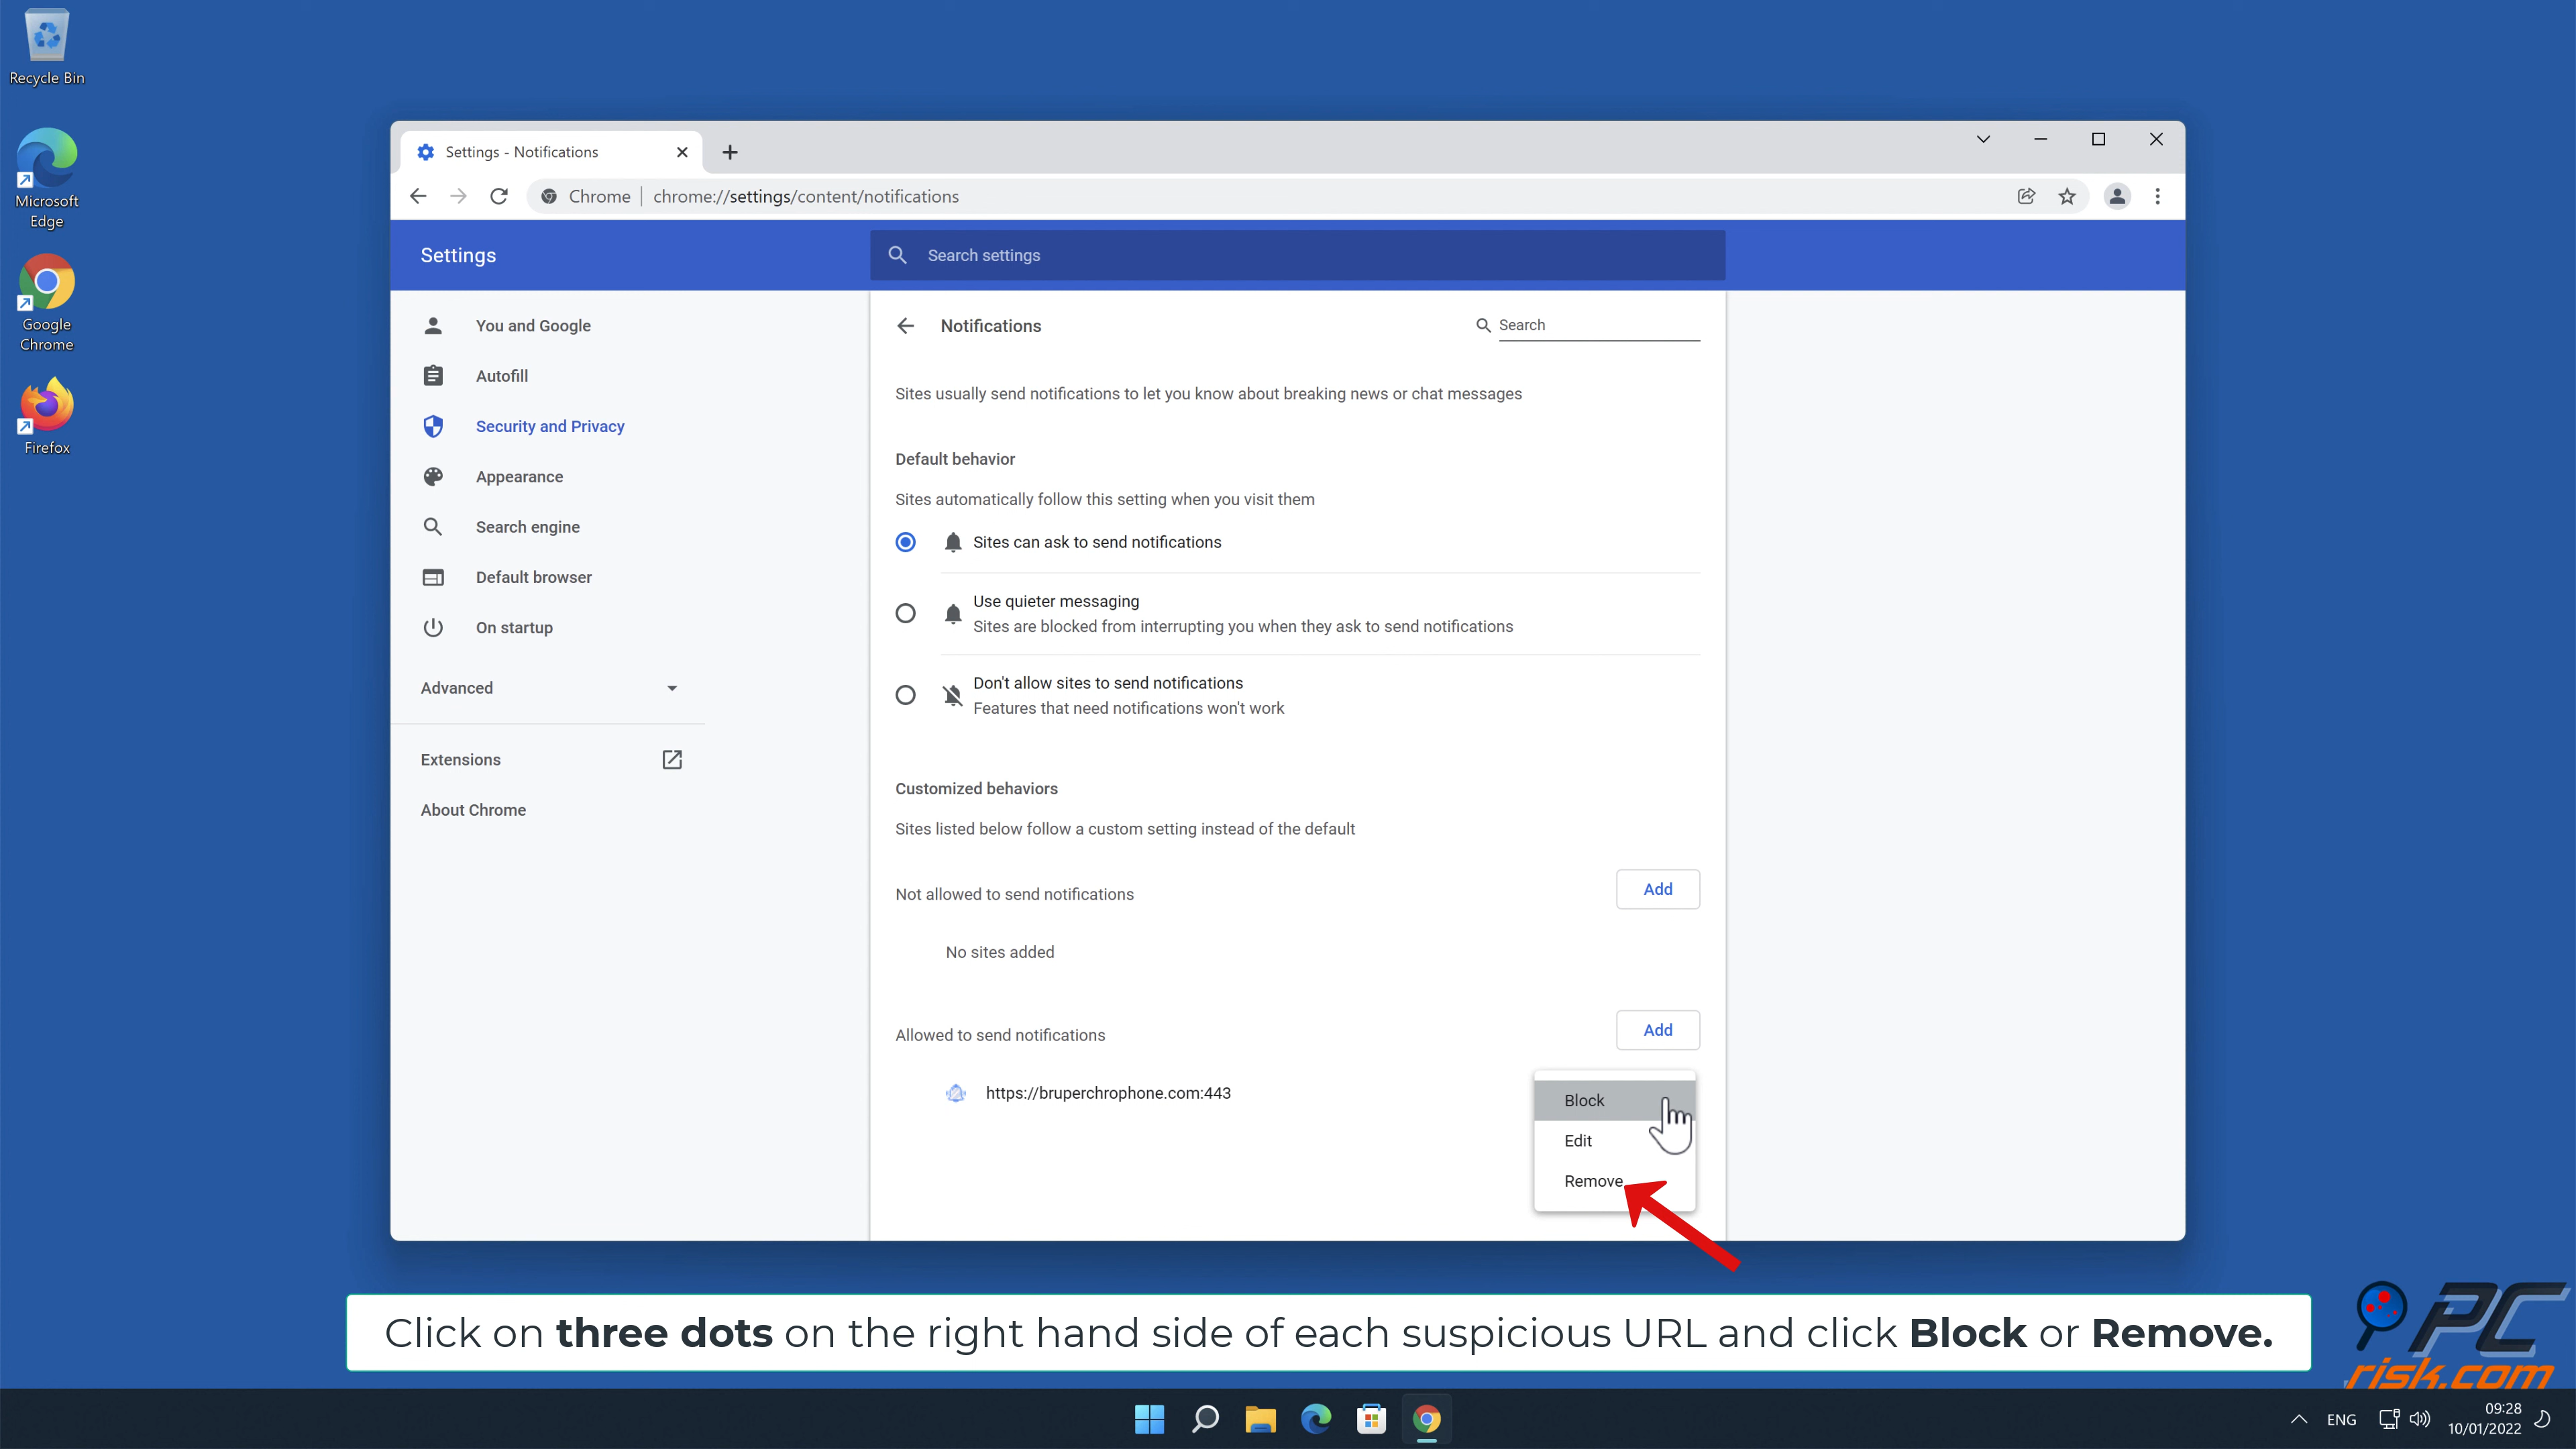 Recycle Bin
Microsoft
Edge
Google
Chrome
Firefox
Settings - Notifications
Chrome
chrome://settings/content/notifications
Settings
Search settings
You and Google
Autofill
Security and Privacy
Appearance
Search engine
Default browser
On startup
Advanced
Extensions
About Chrome
Notifications
Search
Sites usually send notifications to let you know about breaking news or chat messages
Default behavior
Sites automatically follow this setting when you visit them
Sites can ask to send notifications
Use quieter messaging
Sites are blocked from interrupting you when they ask to send notifications
Don't allow sites to send notifications
Features that need notifications won't work
Customized behaviors
Sites listed below follow a custom setting instead of the default
Not allowed to send notifications
Add
No sites added
Allowed to send notifications
Add
https://bruperchrophone.com:443
Block
Edit
Remove
Click on three dots on the right hand side of each suspicious URL and click Block or Remove.
PC
risk.com
ENG
09:28
10/01/2022